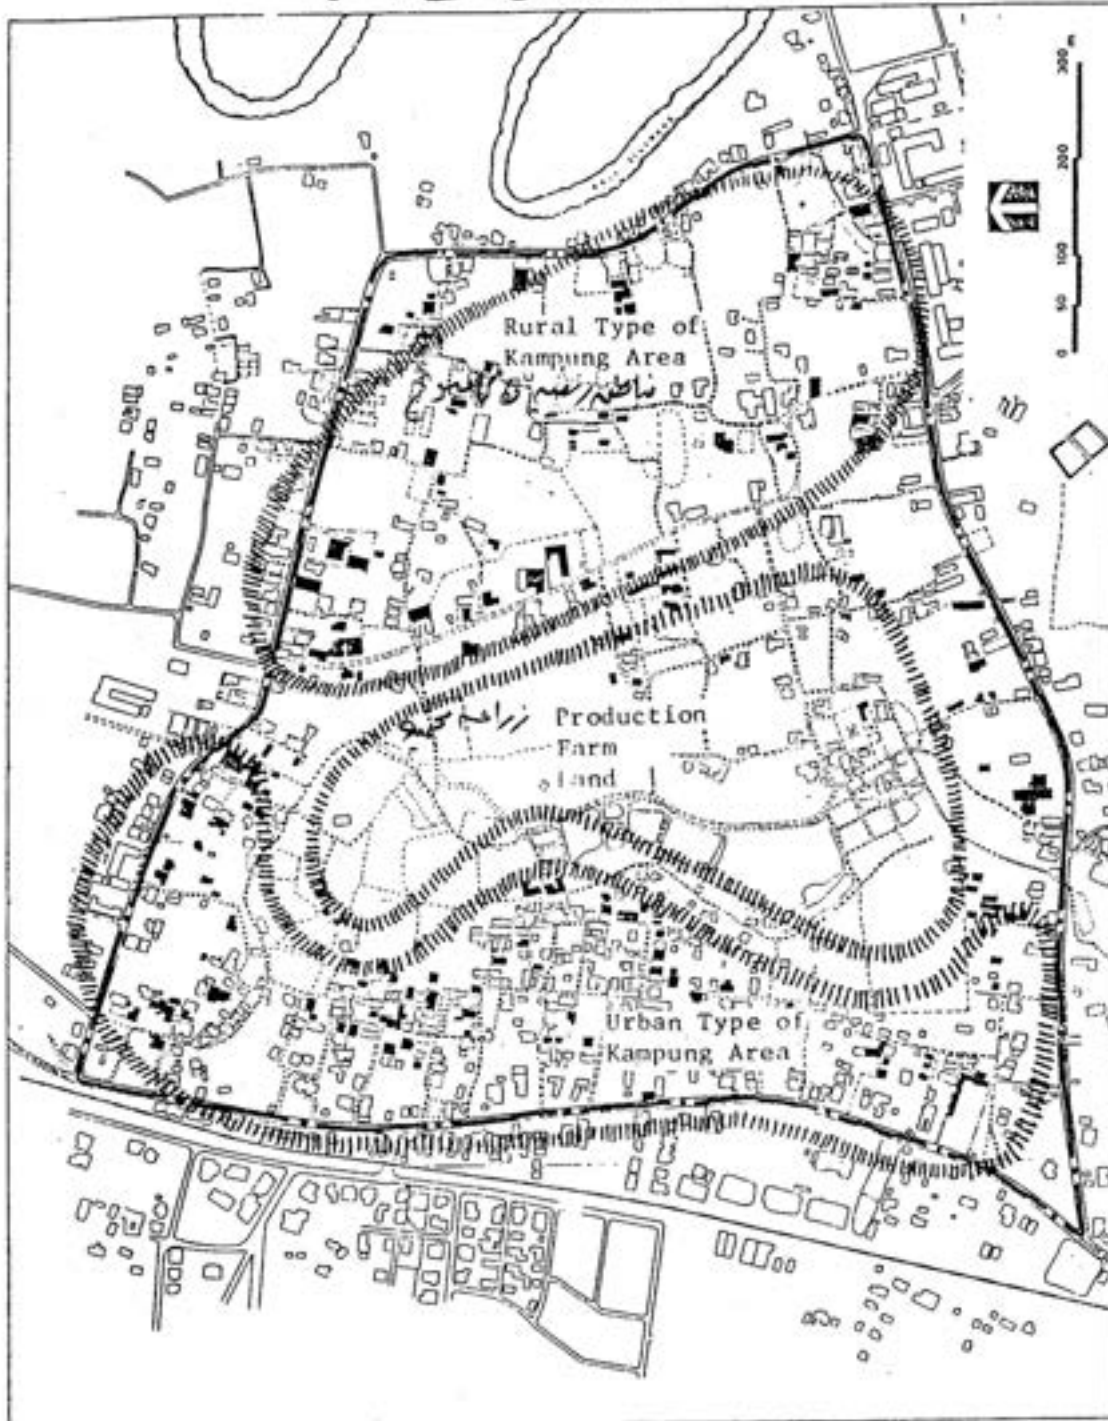 Rural Type of
Kampung Area
Production
Farm
Land
Urban Type of
Kampung Area
300 m
200
100
50
0